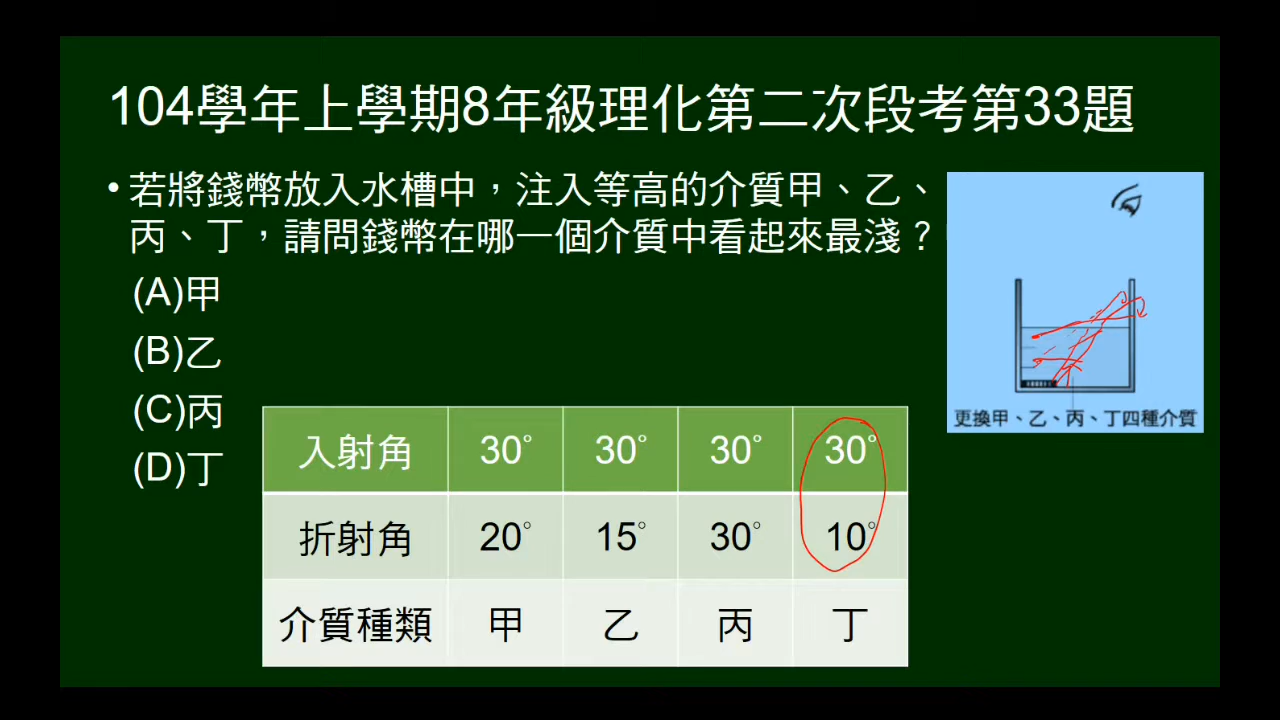 104學年上學期8年級理化第二次段考第33題
•若將錢幣放入水槽中，注入等高的介質甲、乙、
丙、丁，請問錢幣在哪一個介質中看起來最淺？
(A)甲
(B)乙
(C)丙
(D)丁
入射角 30° 30° 30° 30°
折射角 20° 15° 30° 10°
介質種類 甲 乙 丙 丁
更換甲、乙、丙、丁四種介質